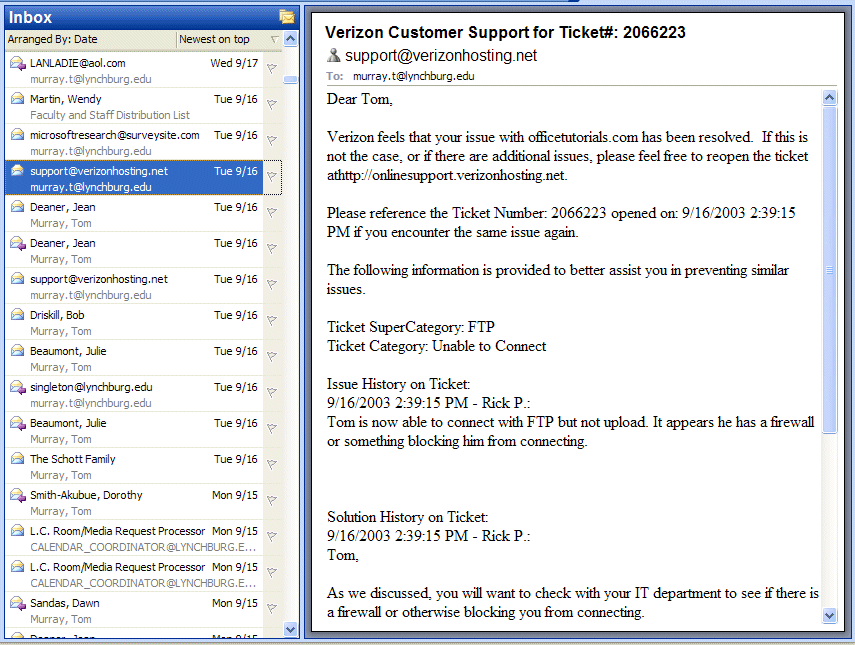 Inbox
Arranged By: Date
Newest on top
LANLADIE@aol.com Wed 9/17
murray.t@lynchburg.edu
Martin, Wendy Tue 9/16
Faculty and Staff Distribution List
microsoftresearch@surveysite.com Tue 9/16
murray.t@lynchburg.edu
support@verizonhosting.net Tue 9/16
murray.t@lynchburg.edu
Deaner, Jean Tue 9/16
Murray, Tom
Deaner, Jean Tue 9/16
Murray, Tom
support@verizonhosting.net Tue 9/16
murray.t@lynchburg.edu
Driskill, Bob Tue 9/16
Murray, Tom
Beaumont, Julie Tue 9/16
Murray, Tom
singleton@lynchburg.edu Tue 9/16
murray.t@lynchburg.edu
Beaumont, Julie Tue 9/16
Murray, Tom
The Schott Family Tue 9/16
Murray, Tom
Smith-Akubue, Dorothy Mon 9/15
Murray, Tom
L.C. Room/Media Request Processor Mon 9/15
CALENDAR_COORDINATOR@LYNCHBURG.E...
L.C. Room/Media Request Processor Mon 9/15
CALENDAR_COORDINATOR@LYNCHBURG.E...
Sandas, Dawn Mon 9/15
Murray, Tom
Deaner, Jean Mon 9/15
Verizon Customer Support for Ticket#: 2066223
support@verizonhosting.net
To: murray.t@lynchburg.edu
Dear Tom,
Verizon feels that your issue with officetutorials.com has been resolved.  If this is
not the case, or if there are additional issues, please feel free to reopen the ticket
athttp://onlinesupport.verizonhosting.net.
Please reference the Ticket Number: 2066223 opened on: 9/16/2003 2:39:15
PM if you encounter the same issue again.
The following information is provided to better assist you in preventing similar
issues.
Ticket SuperCategory: FTP
Ticket Category: Unable to Connect
Issue History on Ticket:
9/16/2003 2:39:15 PM - Rick P.:
Tom is now able to connect with FTP but not upload. It appears he has a firewall
or something blocking him from connecting.
Solution History on Ticket:
9/16/2003 2:39:15 PM - Rick P.:
Tom,
As we discussed, you will want to check with your IT department to see if there is
a firewall or otherwise blocking you from connecting.